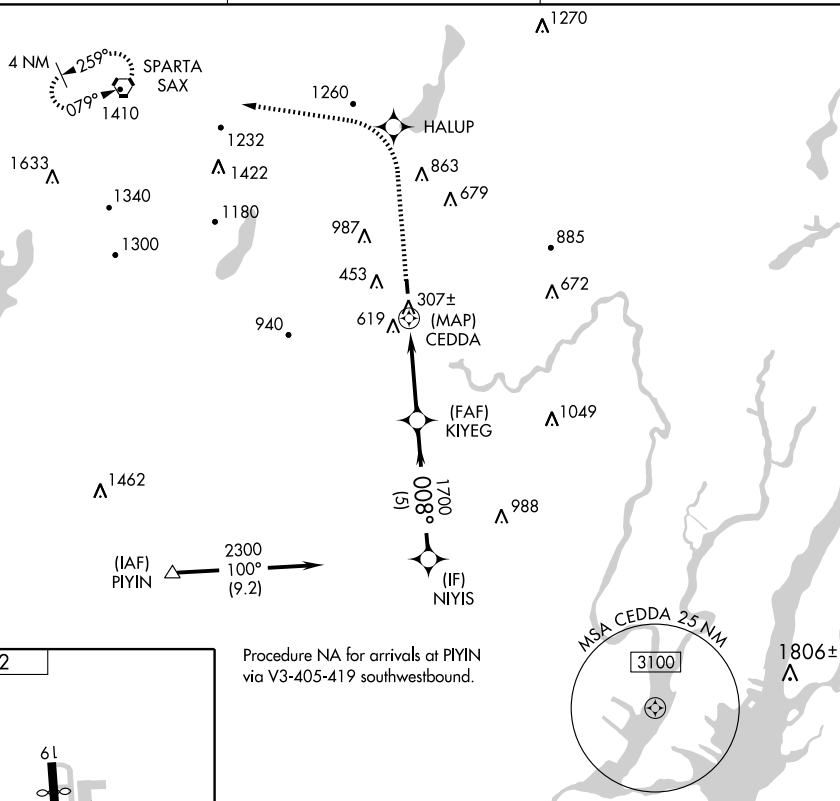 1270
4 NM
259°
SPARTA
SAX
079°
1410
1260
HALUP
1232
1633
1422
863
679
1340
1180
1300
987
885
453
672
307±
619
(MAP)
CEDDA
940
(FAF)
KIYEG
1049
1462
1700
008°
(5)
988
(IAF)
PIYIN
2300
100°
(9.2)
(IF)
NIYIS
MSA CEDDA 25 NM
3100
1806±
2
Procedure NA for arrivals at PIYIN
via V3-405-419 southwestbound.
19